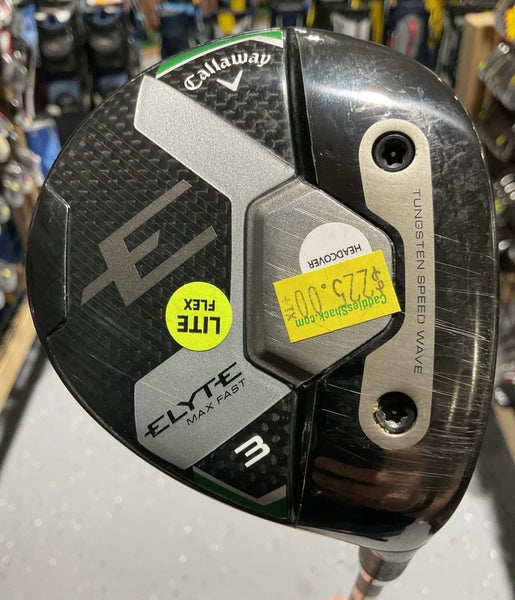 Callaway
E
HEADCOVER
CaddiesShack.com
$225.00
LITE
FLEX
ELYTE
MAX FAST
3
TUNGSTEN SPEED WAVE